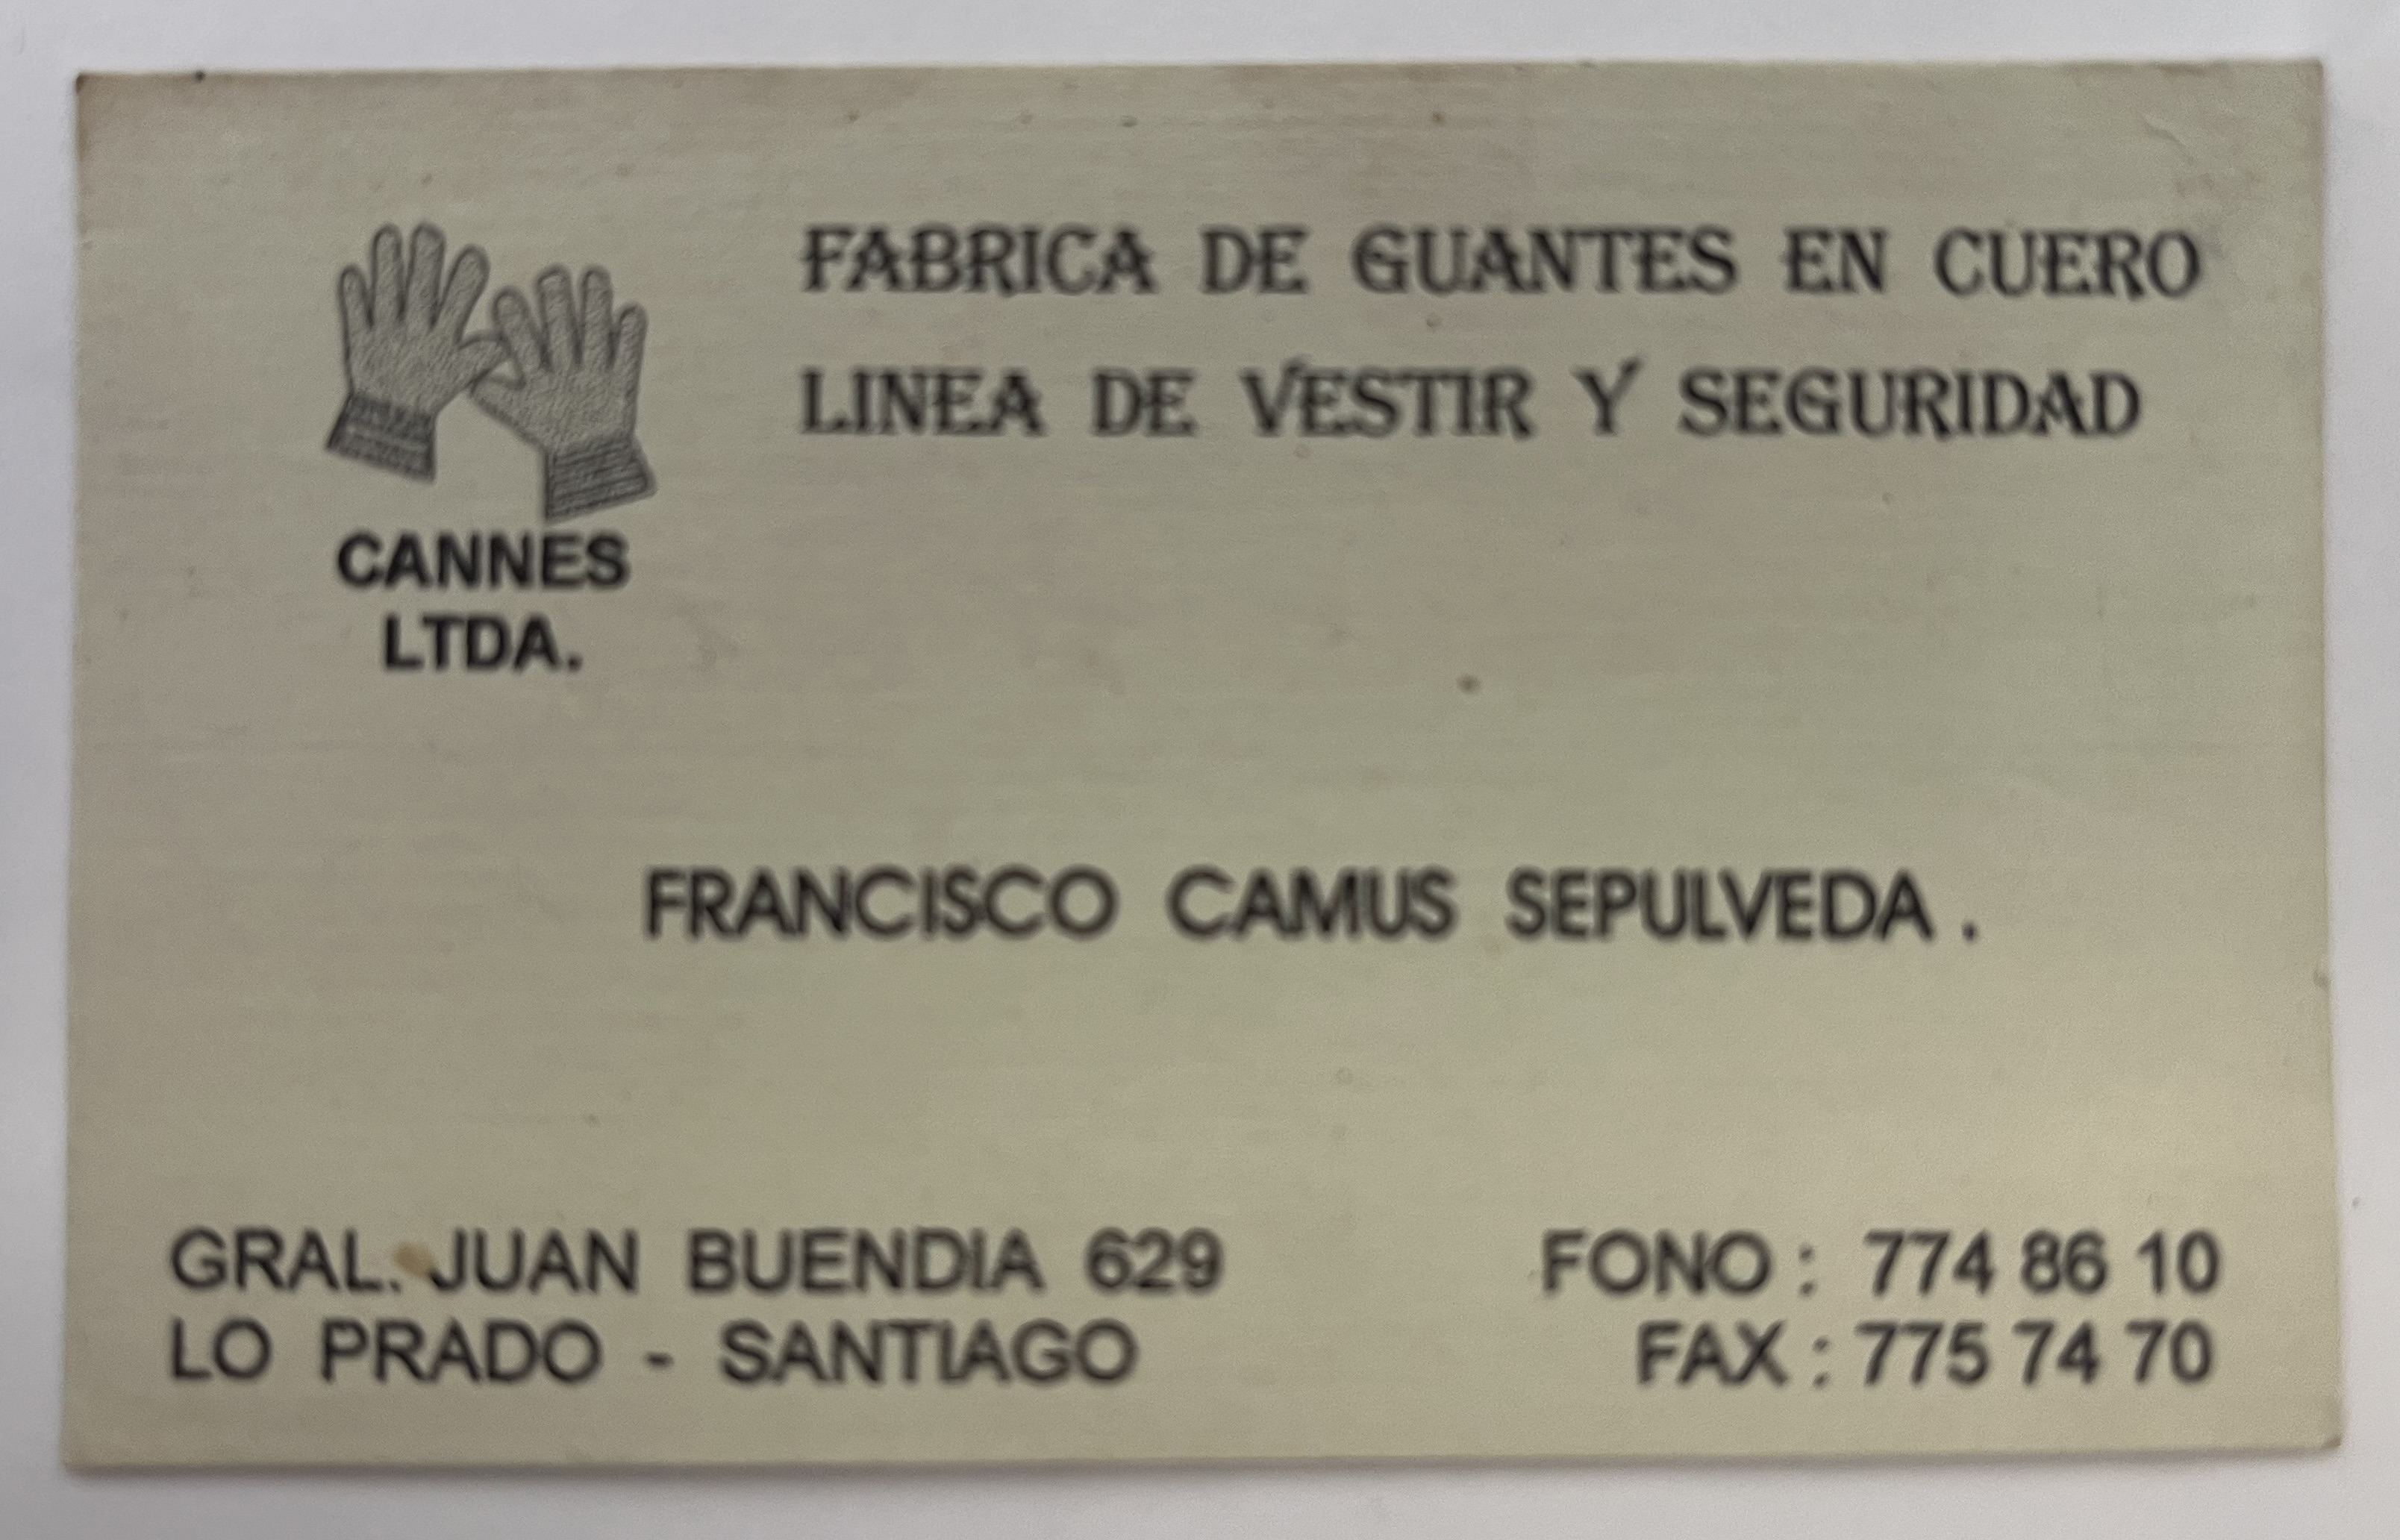 FABRICA DE GUANTES EN CUERO
LINEA DE VESTIR Y SEGURIDAD
CANNES
LTDA.
FRANCISCO CAMUS SEPULVEDA .
GRAL. JUAN BUENDIA 629
LO PRADO - SANTIAGO
FONO : 774 86 10
FAX : 775 74 70